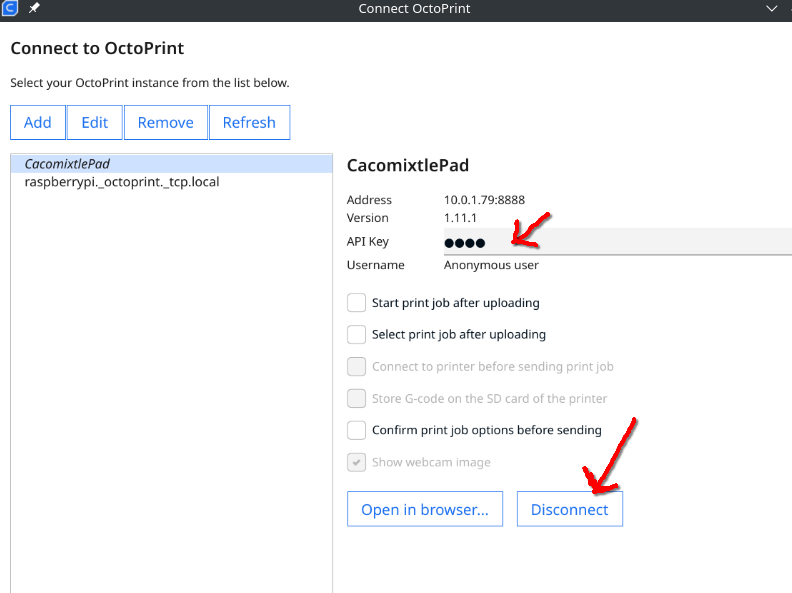 Connect OctoPrint
Connect to OctoPrint
Select your OctoPrint instance from the list below.
Add Edit Remove Refresh
CacomixtlePad
raspberrypi._octoprint._tcp.local
CacomixtlePad
Address 10.0.1.79:8888
Version 1.11.1
API Key ●●●●
Username Anonymous user
Start print job after uploading
Select print job after uploading
Connect to printer before sending print job
Store G-code on the SD card of the printer
Confirm print job options before sending
Show webcam image
Open in browser... Disconnect